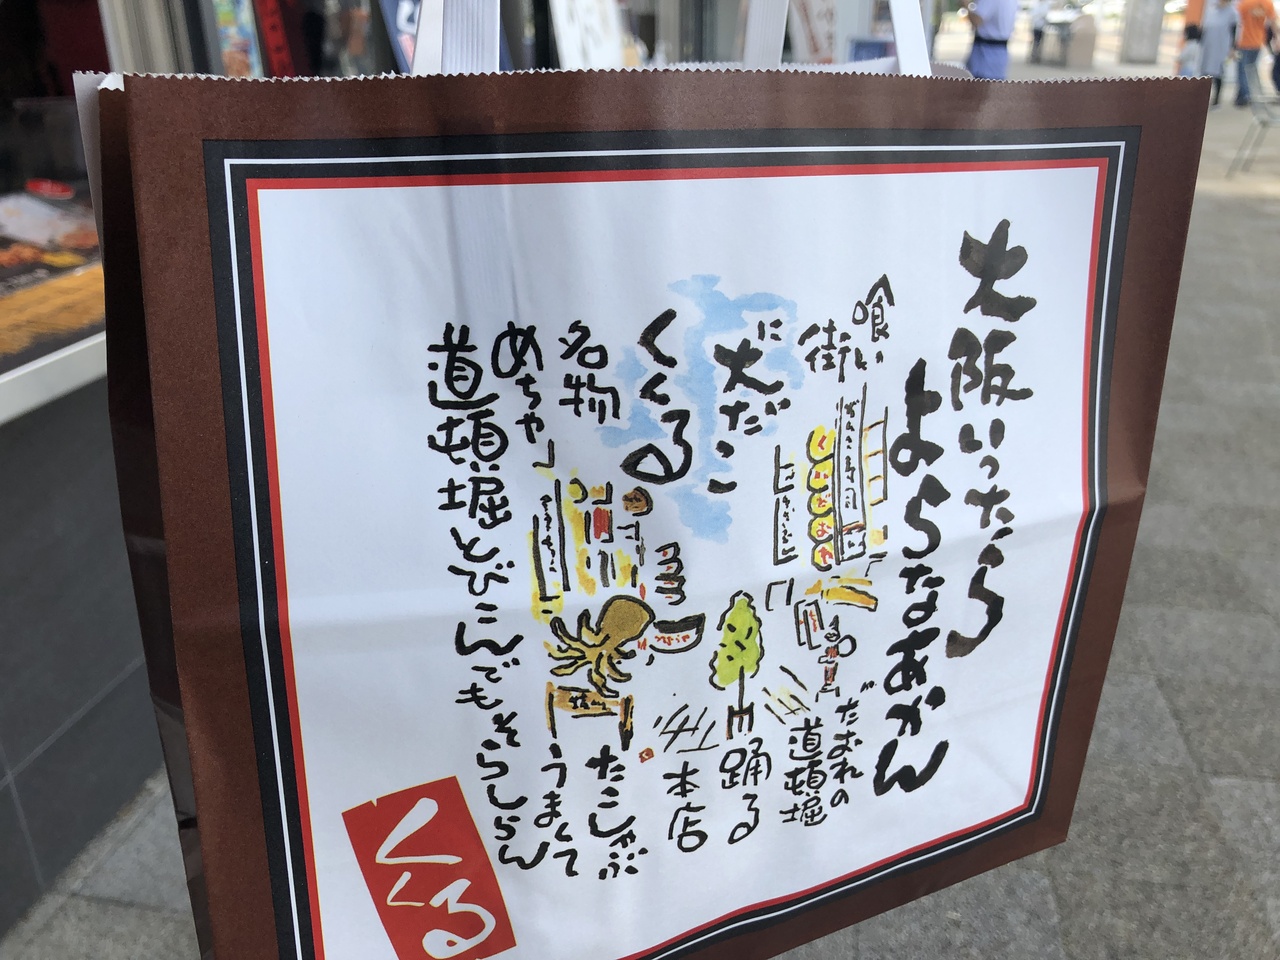 大阪いったら
よらなあかん
喰い
だおれの
街
道頓堀
に大だこ
踊る
くくる
本店
名物
たこしゃぶ
めちゃ
うまくて
道頓堀とびこんでもそらしらん
くくる